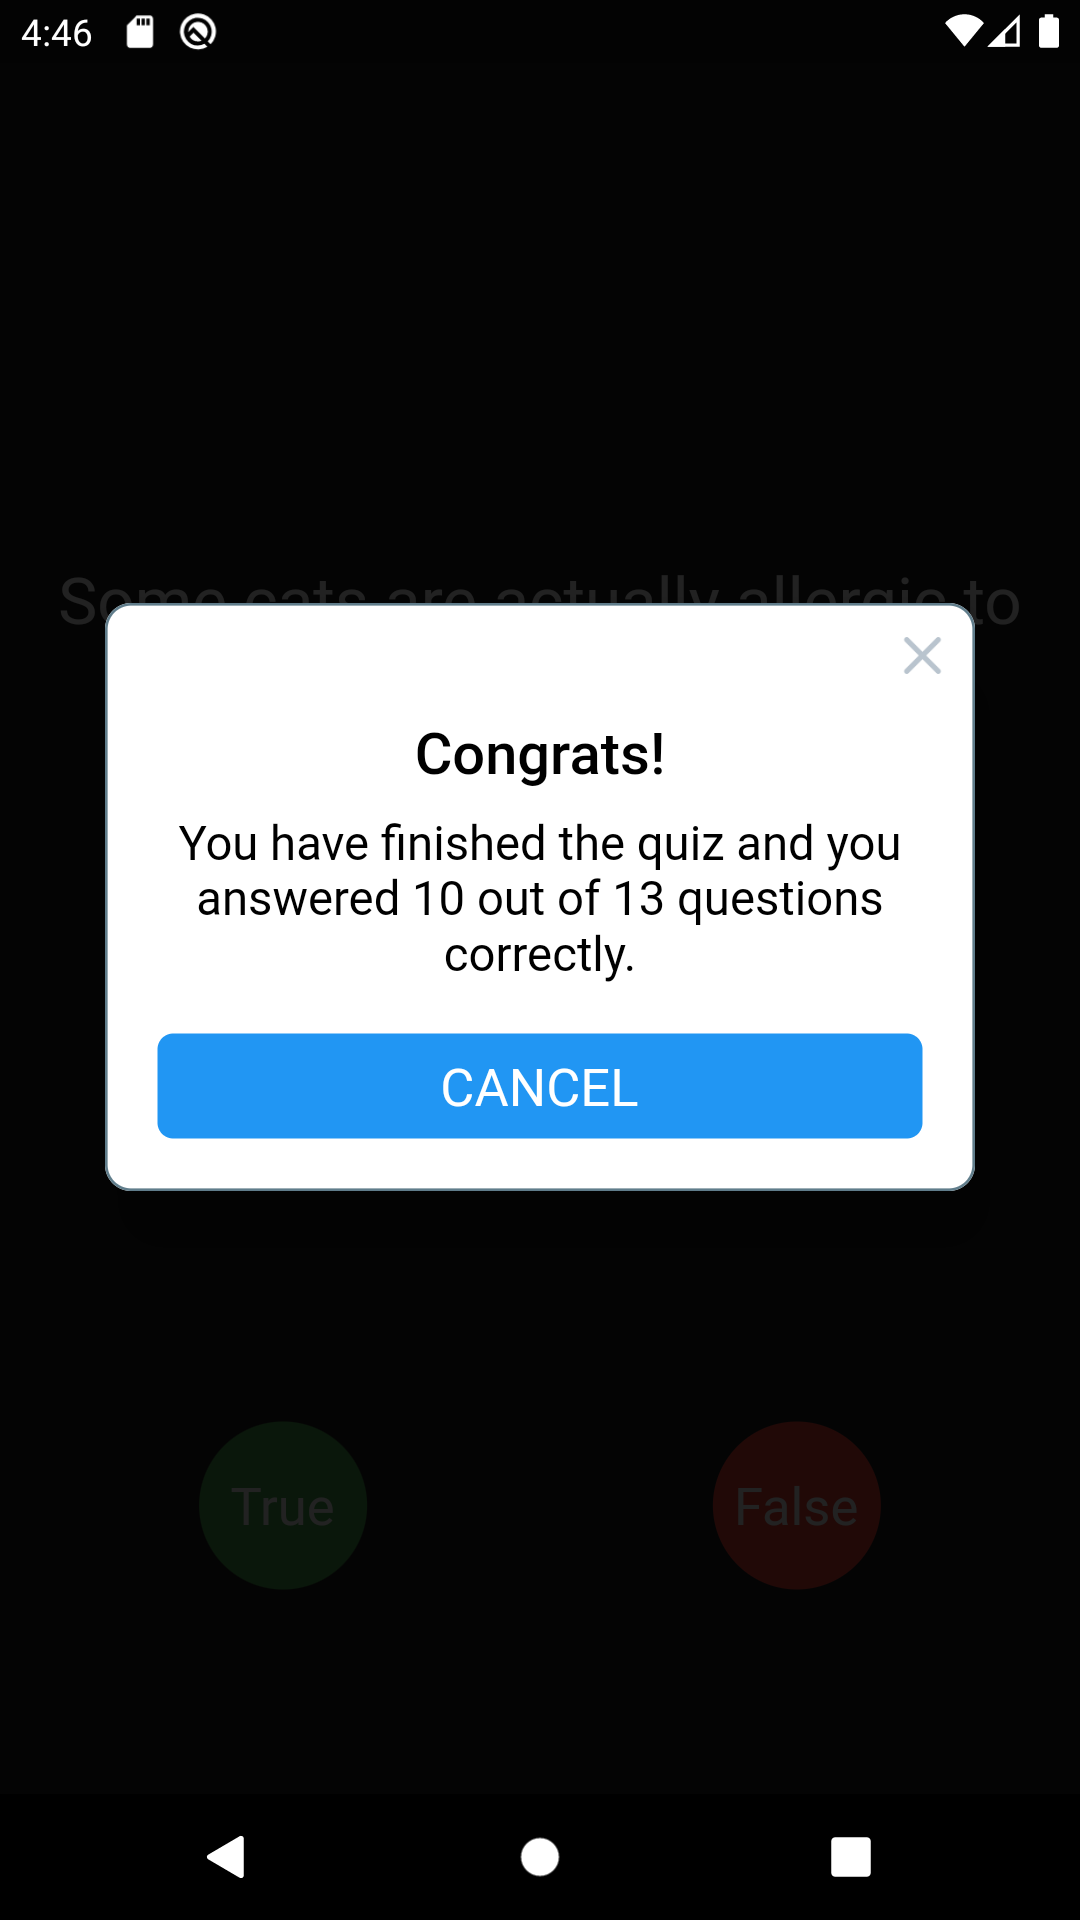 4:46
Some cats are actually allergic to
Congrats!
You have finished the quiz and you
answered 10 out of 13 questions
correctly.
CANCEL
True
False